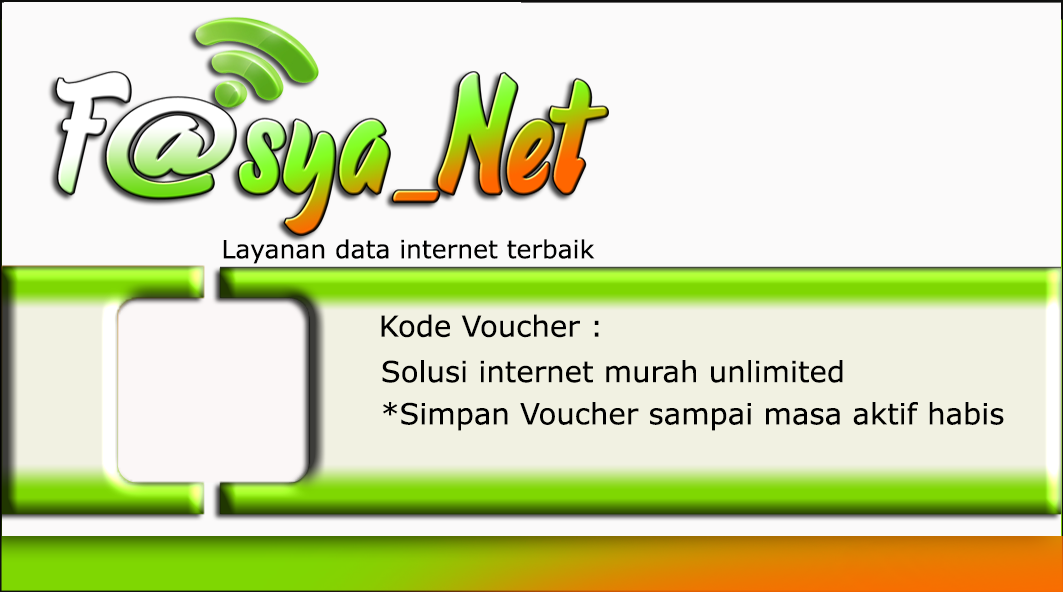 F@sya_Net
Layanan data internet terbaik
Kode Voucher :
Solusi internet murah unlimited
*Simpan Voucher sampai masa aktif habis